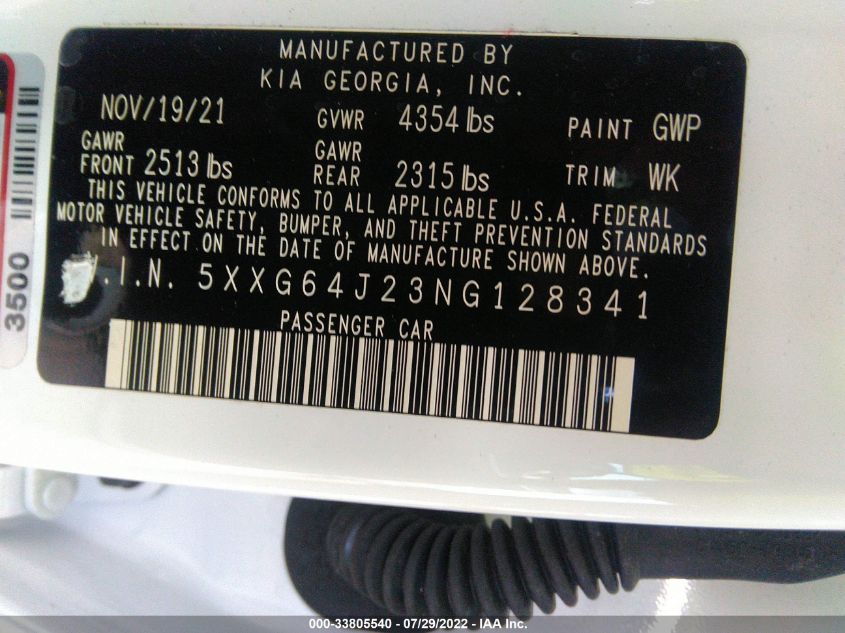 MANUFACTURED BY
KIA GEORGIA, INC.
NOV/19/21 GVWR 4354 lbs PAINT GWP
GAWR FRONT 2513 lbs GAWR REAR 2315 lbs TRIM WK
THIS VEHICLE CONFORMS TO ALL APPLICABLE U.S.A. FEDERAL
MOTOR VEHICLE SAFETY, BUMPER, AND THEFT PREVENTION STANDARDS
IN EFFECT ON THE DATE OF MANUFACTURE SHOWN ABOVE.
V.I.N. 5XXG64J23NG128341
PASSENGER CAR
3500
000-33805540 - 07/29/2022 - IAA Inc.